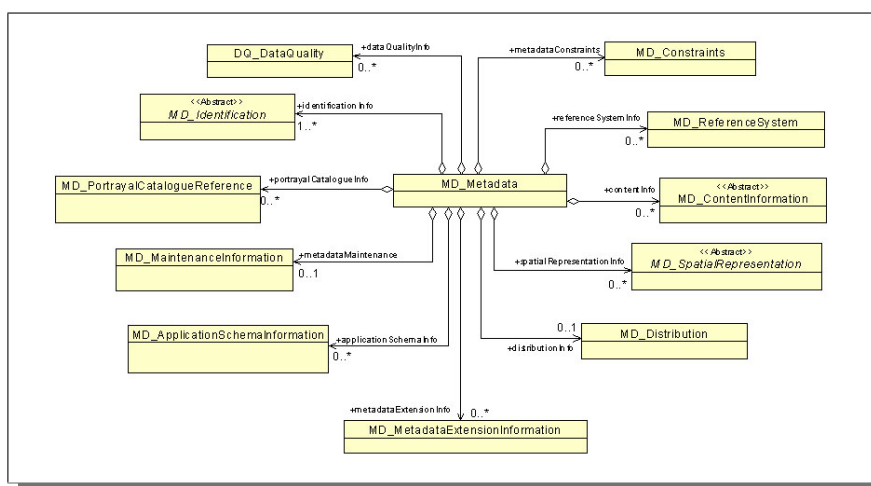 DQ_DataQuality
+dataQualityInfo
0..*
+metadataConstraints
0..*
MD_Constraints
<<Abstract>>
MD_Identification
+identificationInfo
1..*
+referenceSystemInfo
0..*
MD_ReferenceSystem
MD_PortrayalCatalogueReference
+portrayalCatalogueInfo
0..*
MD_Metadata
+contentInfo
0..*
<<Abstract>>
MD_ContentInformation
MD_MaintenanceInformation
+metadataMaintenance
0..1
+spatialRepresentationInfo
0..*
<<Abstract>>
MD_SpatialRepresentation
MD_ApplicationSchemaInformation
+applicationSchemaInfo
0..*
0..1
+distributionInfo
MD_Distribution
+metadataExtensionInfo
0..*
MD_MetadataExtensionInformation